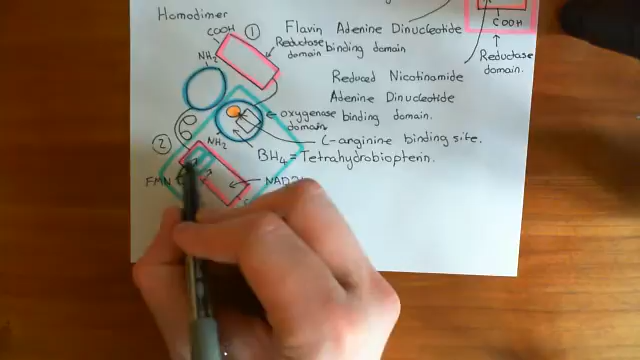 Homodimer
COOH
①
NH₂
Reductase
domain
Flavin Adenine Dinucleotide
binding domain
COOH
Reductase
domain.
Reduced Nicotinamide
Adenine Dinucleotide
binding domain.
oxygenase
domain
NH₂
L-arginine binding site.
BH₄ = Tetrahydrobiopterin.
②
FMN